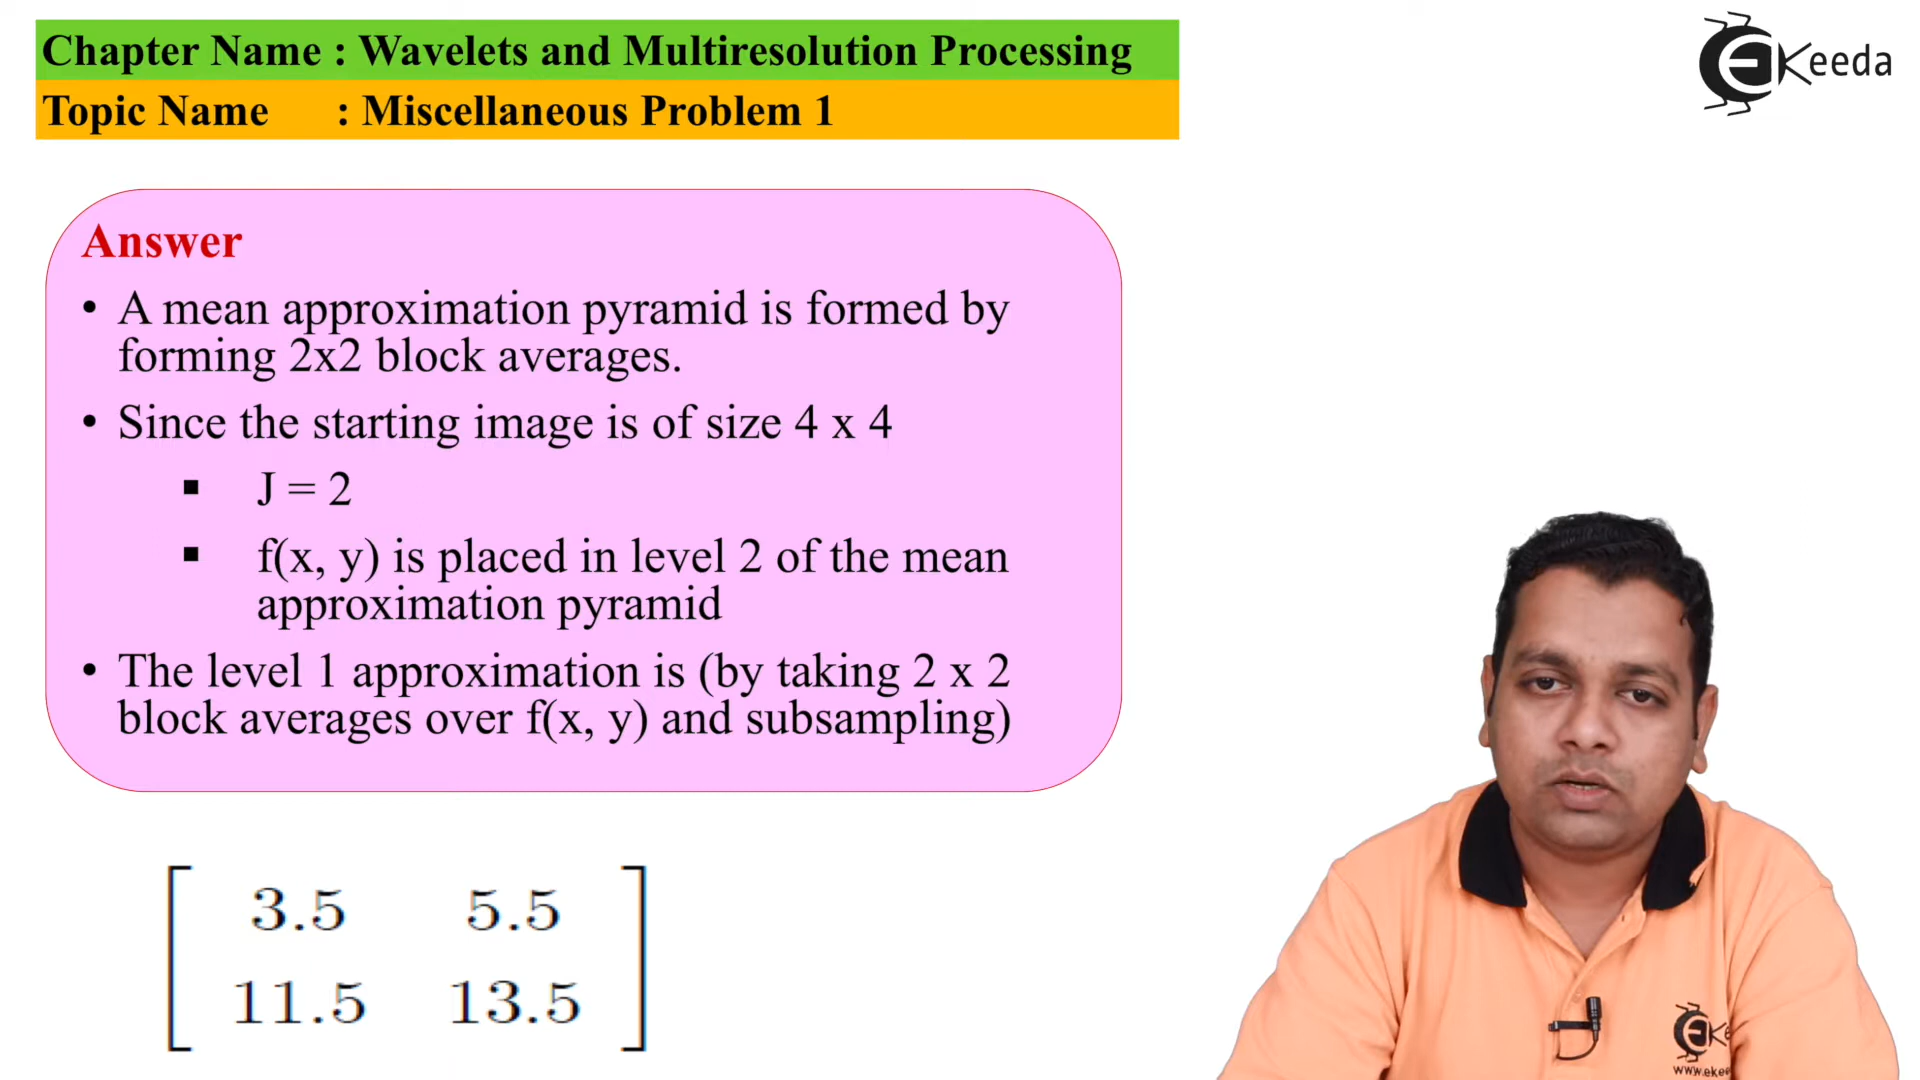 Chapter Name : Wavelets and Multiresolution Processing
Topic Name : Miscellaneous Problem 1
Keeda
Answer
• A mean approximation pyramid is formed by
forming 2x2 block averages.
• Since the starting image is of size 4 x 4
▪ J = 2
▪ f(x, y) is placed in level 2 of the mean
approximation pyramid
• The level 1 approximation is (by taking 2 x 2
block averages over f(x, y) and subsampling)
3.5 5.5
11.5 13.5